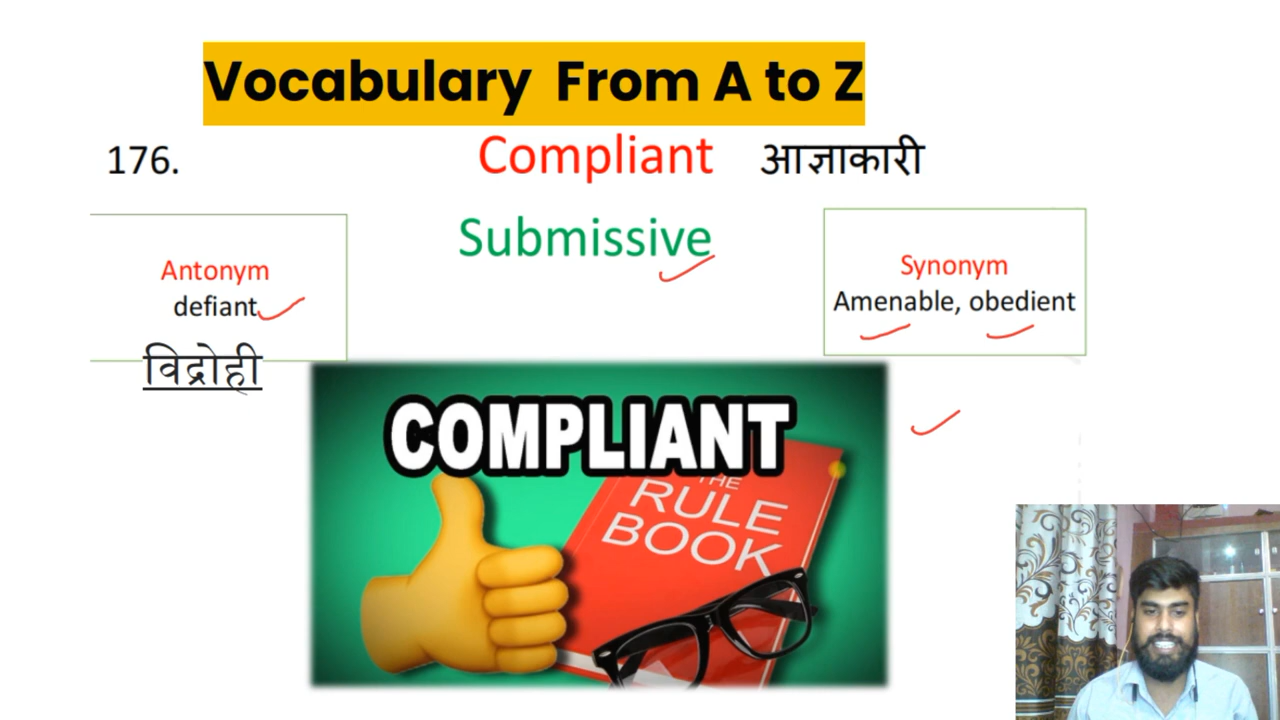 Vocabulary From A to Z
176.
Compliant आज्ञाकारी
Submissive
Antonym
defiant
विद्रोही
Synonym
Amenable, obedient
COMPLIANT
THE
RULE
BOOK